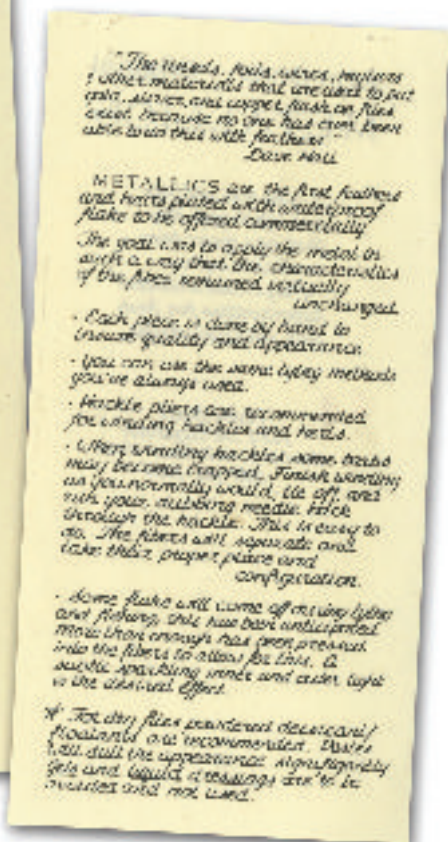 "The tinsels, foils, wires, mylars
& other materials that are used to put
gold, silver, and copper flash on flies
exist because no one has ever been
able to do this with feathers"
Dave Hall
METALLICS are the first feathers
and hairs plated with waterproof
flake to be offered commercially
The goal was to apply the metal in
such a way that the characteristics
of the fibers remained virtually
unchanged.
- Each piece is done by hand to
insure quality and appearance.
- You can use the same tying methods
you've always used.
- Hackle pliers are recommended
for winding hackles and herls.
- When winding hackles some barbs
may become trapped. Finish winding
as you normally would, tie off, and
with your dubbing needle pick
through the hackle. This is easy to
do. The fibers will separate and
take their proper place and
configuration.
- Some flake will come off during tying
and fishing, this has been anticipated
more than enough has been pressed
into the fibers to allow for this. A
subtle sparkling inner and outer light
is the desired effect.
* For dry flies powdered desiccant/
floatants are recommended. Pastes
will dull the appearance significantly
Gels and liquid dressings are to be
avoided and not used.